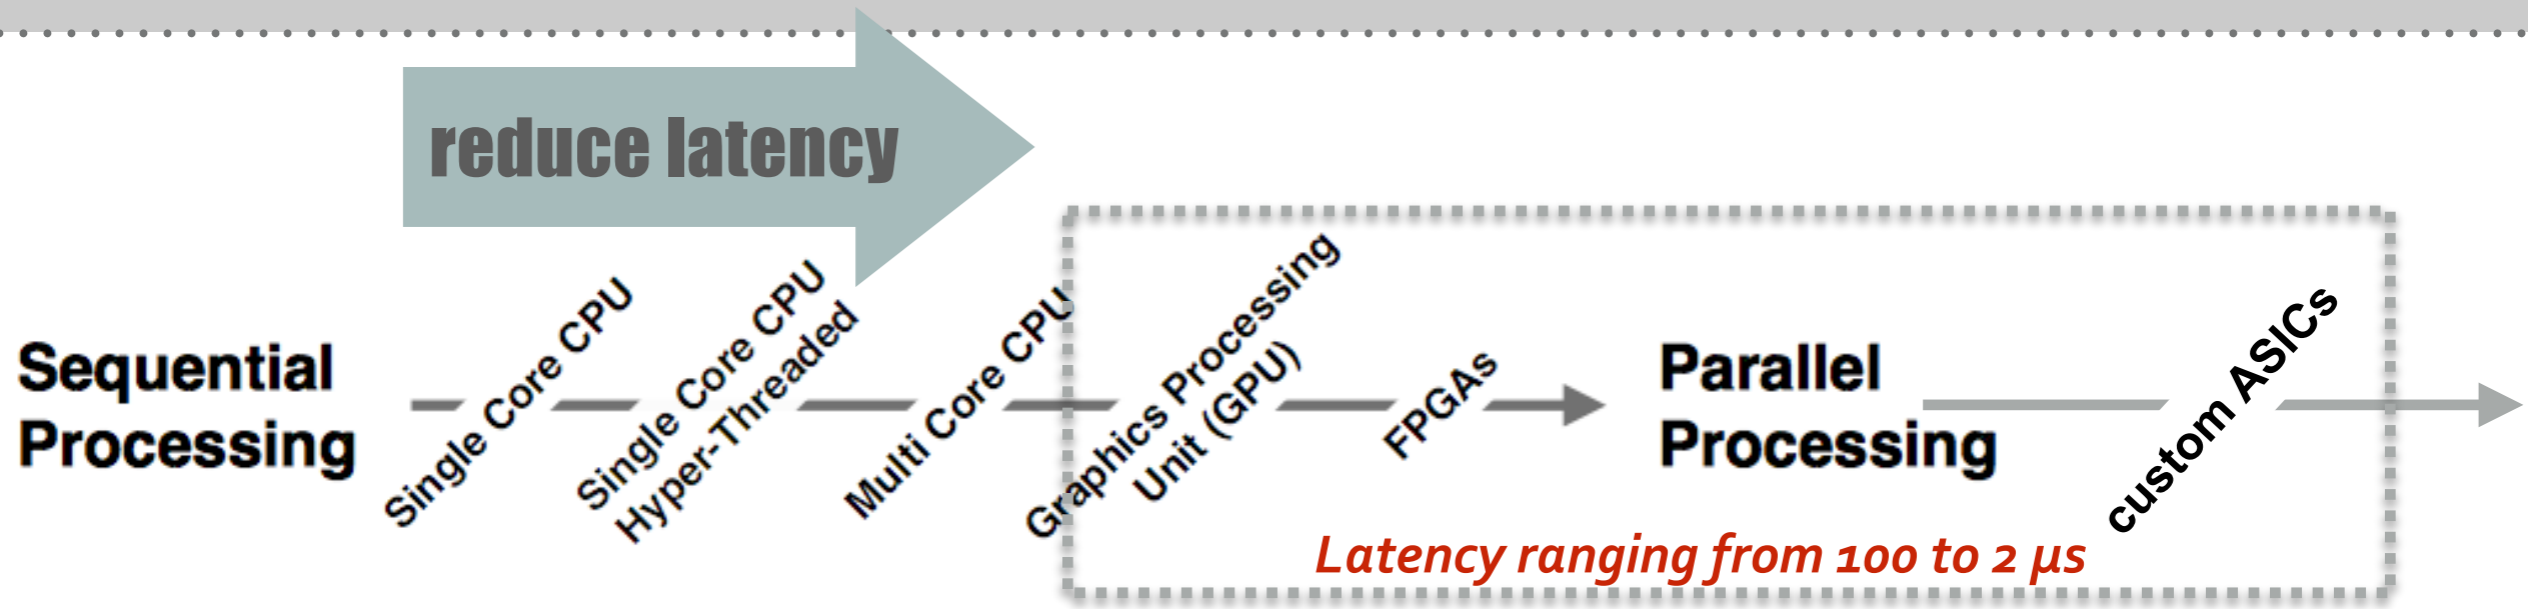 reduce latency
Sequential
Processing
Single Core CPU
Single Core CPU
Hyper-Threaded
Multi Core CPU
Graphics Processing
Unit (GPU)
FPGAs
Parallel
Processing
custom ASICs
Latency ranging from 100 to 2 μs